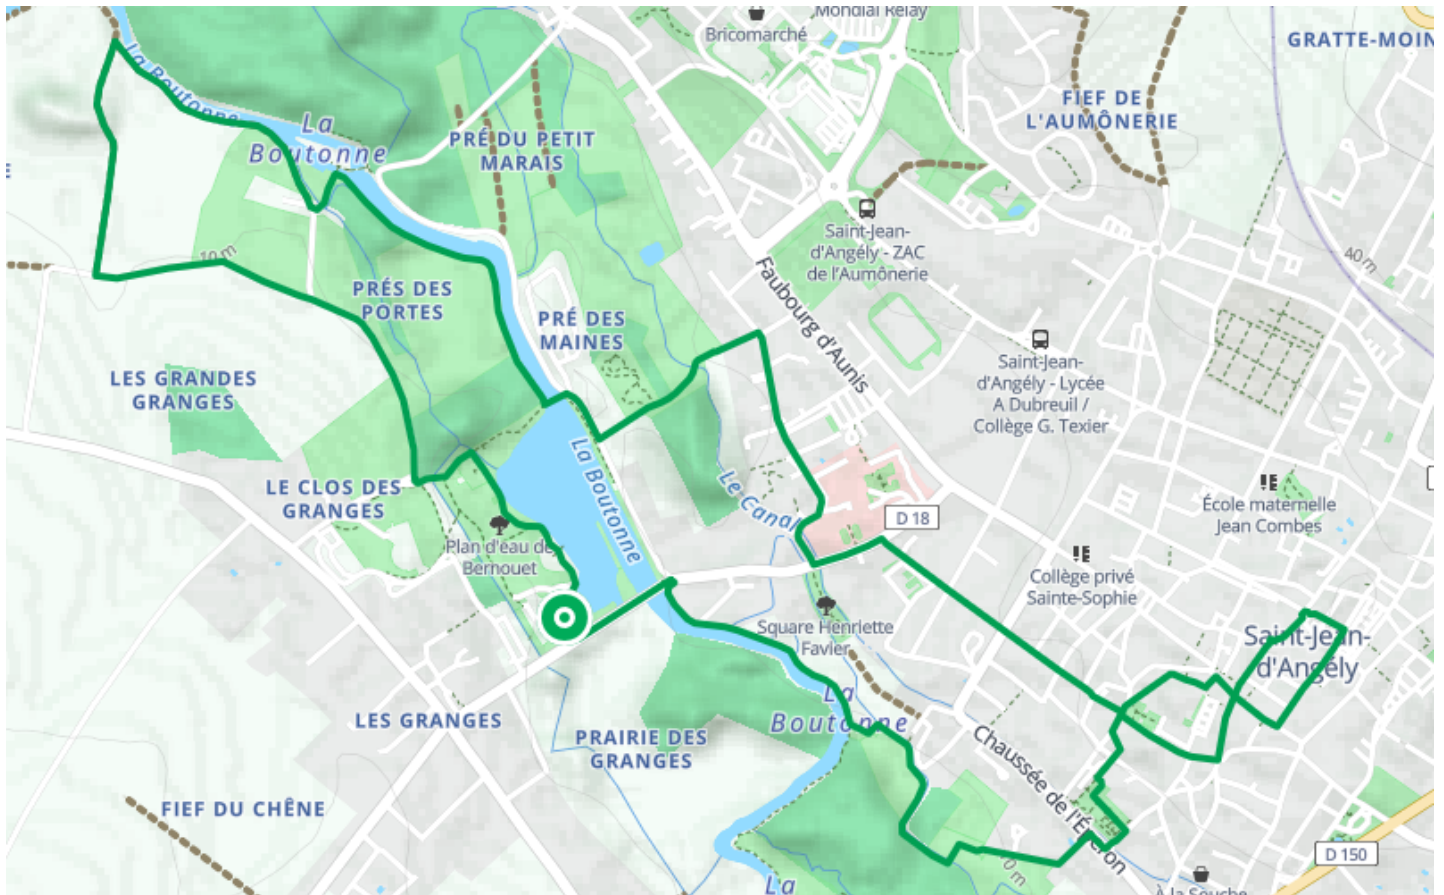 Mondial Relay
Bricomarché
GRATTE-MOIN
La Boutonne
FIEF DE
L'AUMÔNERIE
La
Boutonne
PRÉ DU PETIT
MARAIS
Saint-Jean-
d'Angély - ZAC
de l'Aumônerie
10 m
40 m
PRÉS DES
PORTES
PRÉ DES
MAINES
Faubourg d'Aunis
Saint-Jean-
d'Angély - Lycée
A Dubreuil /
Collège G. Texier
LES GRANDES
GRANGES
LE CLOS DES
GRANGES
La Boutonne
Le Canal
D 18
École maternelle
Jean Combes
Plan d'eau de
Bernouet
Collège privé
Sainte-Sophie
Square Henriette
Favier
Saint-Jean-
d'Angély
LES GRANGES
La
Boutonne
PRAIRIE DES
GRANGES
Chaussée de l'Éperon
FIEF DU CHÊNE
D 150
À la Souche
La